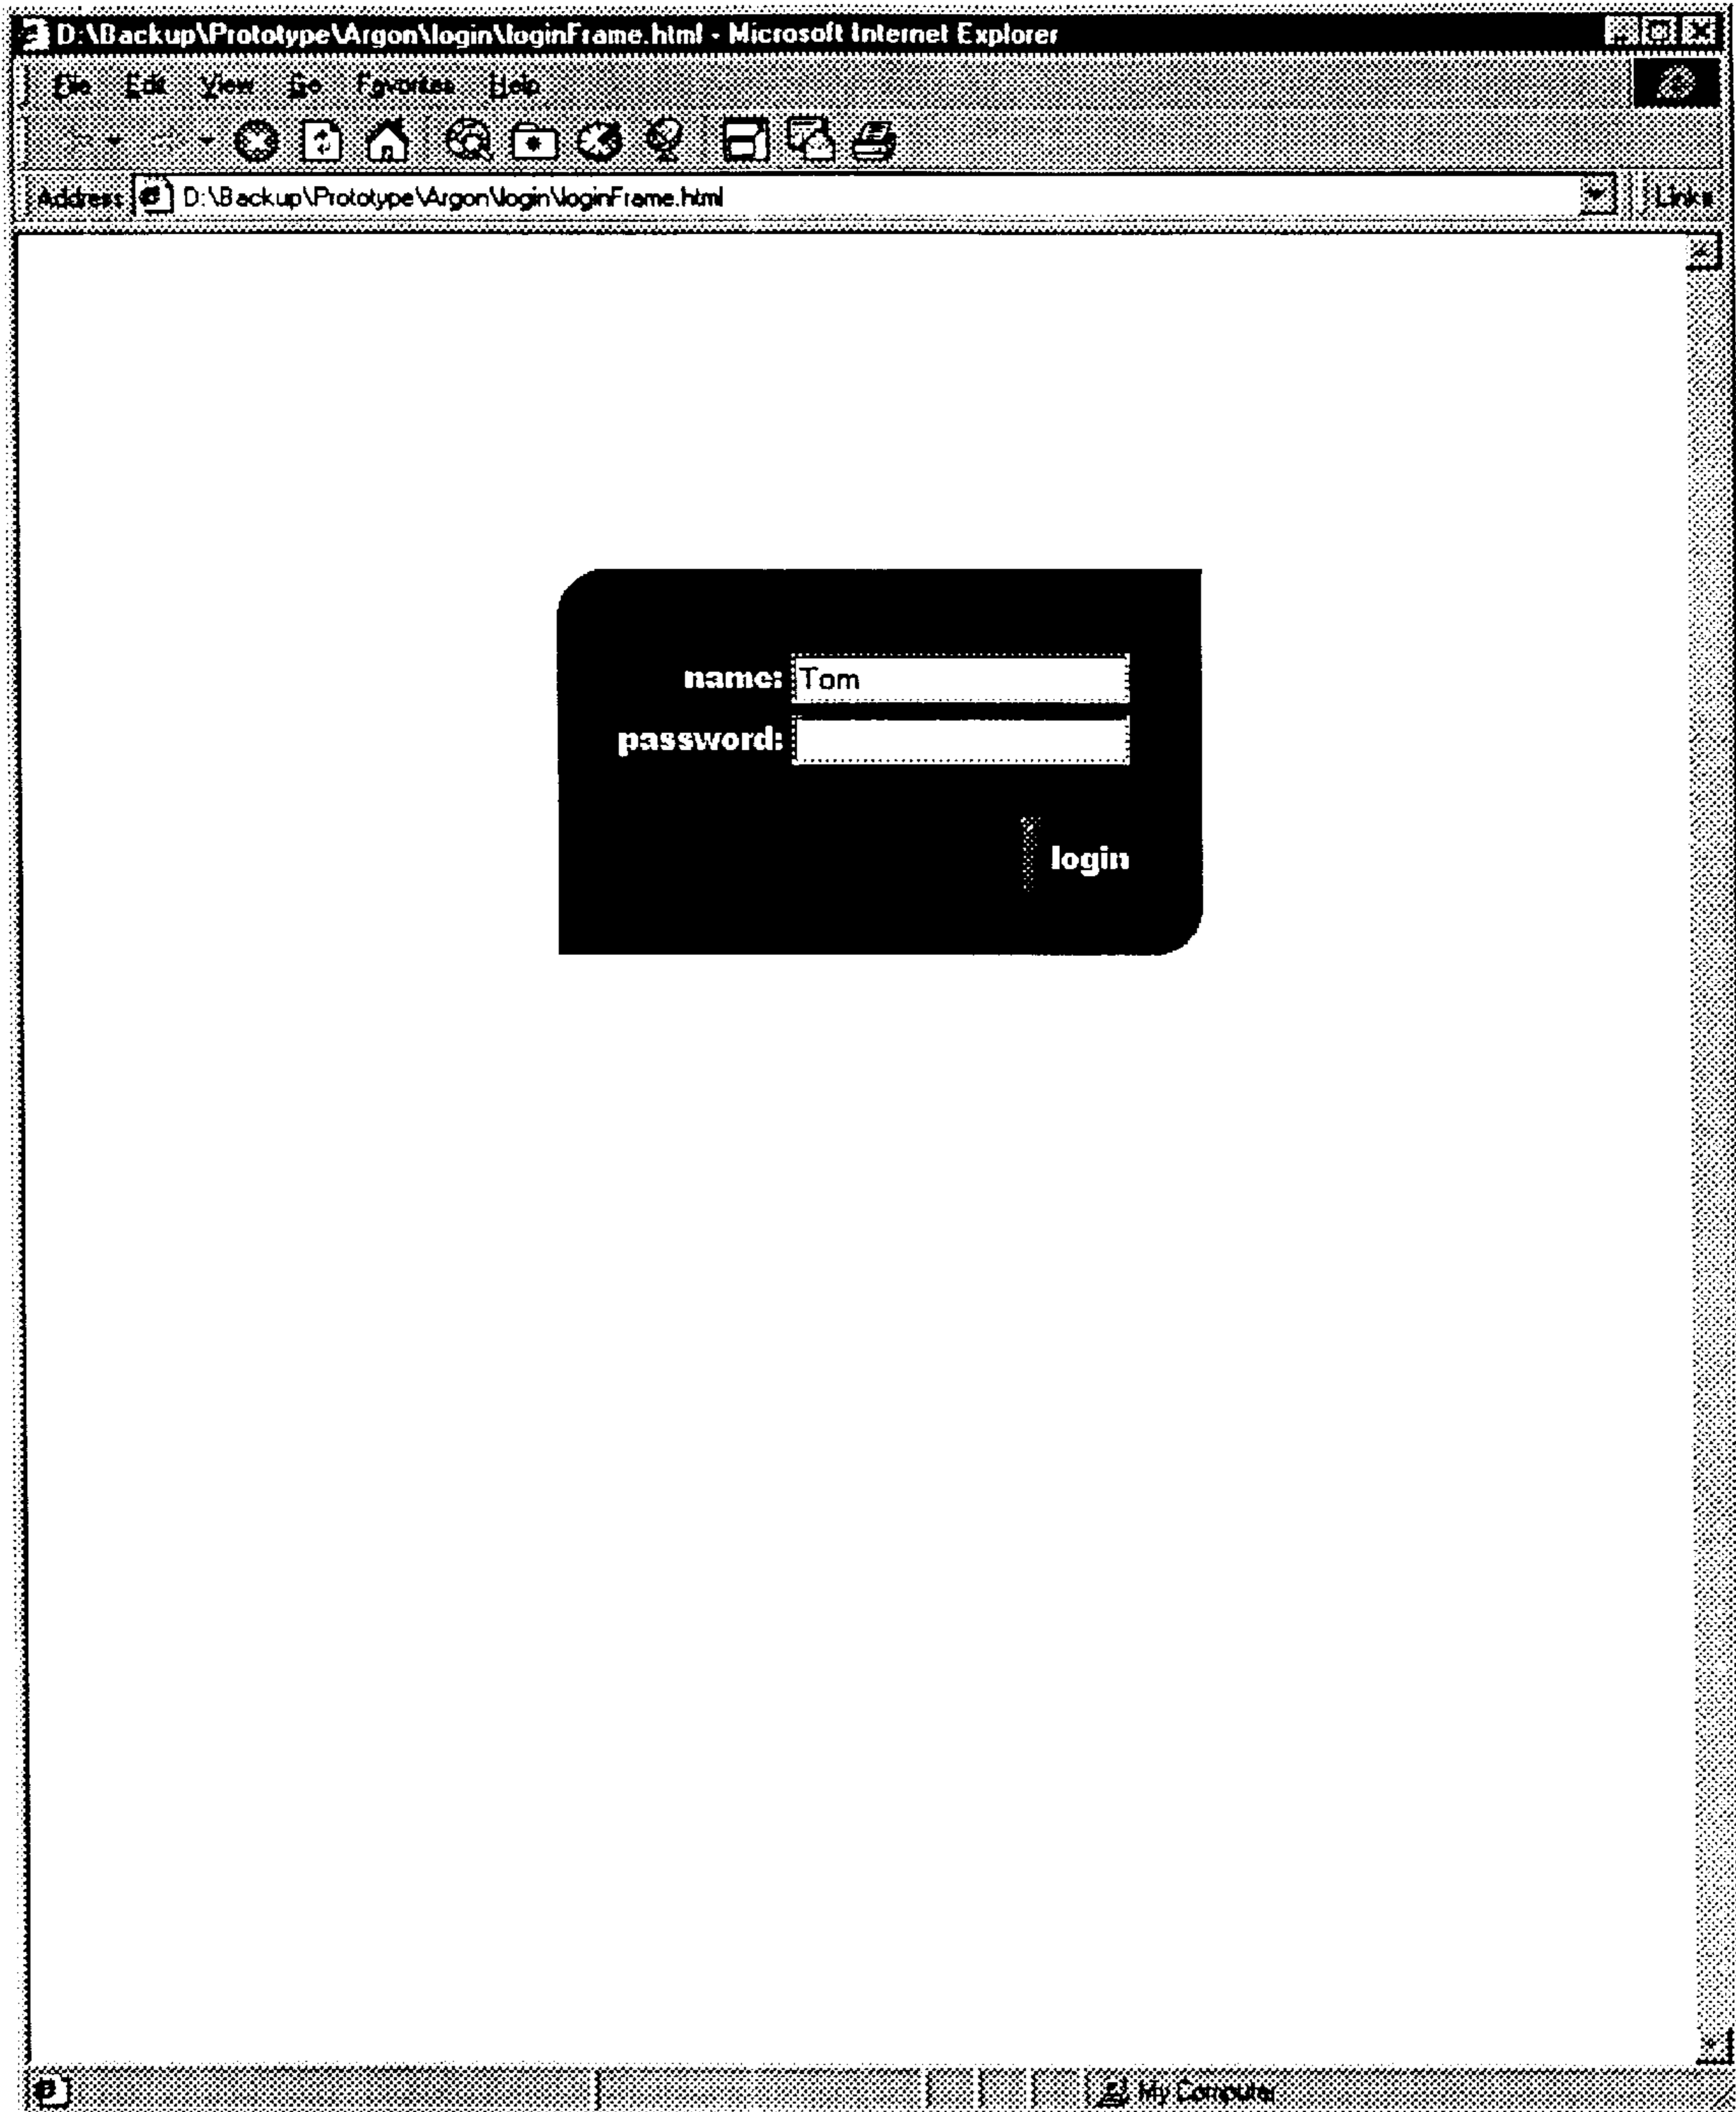 D:\Backup\Prototype\Argon\login\loginFrame.html - Microsoft Internet Explorer
File Edit View Go Favorites Help
Address D:\Backup\Prototype\Argon\login\loginFrame.html Links
name: Tom
password:
login
My Computer